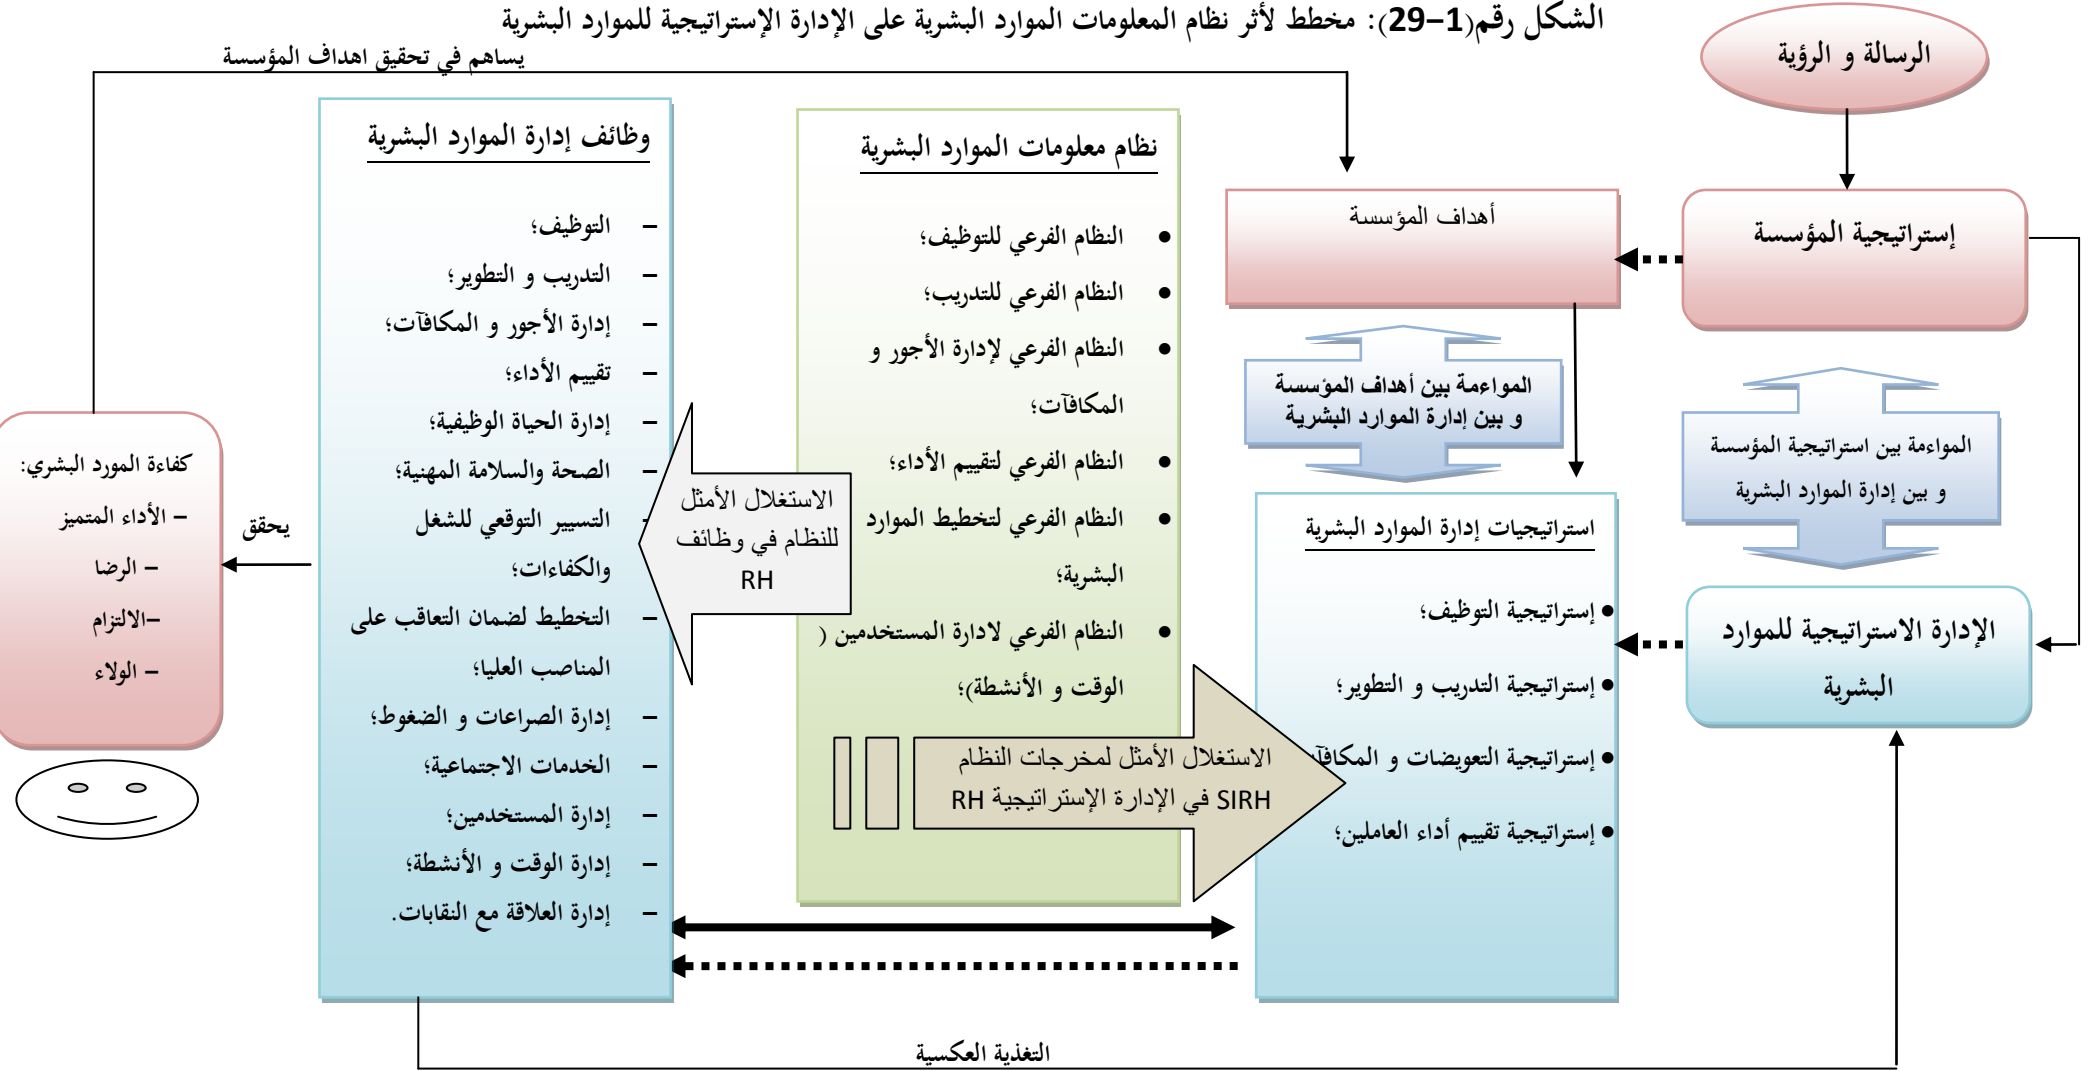 الشكل رقم(1–29): مخطط لأثر نظام المعلومات الموارد البشرية على الإدارة الإستراتيجية للموارد البشرية
الرسالة و الرؤية
يساهم في تحقيق اهداف المؤسسة
إستراتيجية المؤسسة
أهداف المؤسسة
المواءمة بين استراتيجية المؤسسة
و بين إدارة الموارد البشرية
المواءمة بين أهداف المؤسسة
و بين إدارة الموارد البشرية
الإدارة الاستراتيجية للموارد
البشرية
استراتيجيات إدارة الموارد البشرية
• إستراتيجية التوظيف؛
• إستراتيجية التدريب و التطوير؛
• إستراتيجية التعويضات و
• إستراتيجية تقييم أداء العاملين؛
نظام معلومات الموارد البشرية
• النظام الفرعي للتوظيف؛
• النظام الفرعي للتدريب؛
• النظام الفرعي لإدارة الأجور و
المكافآت؛
• النظام الفرعي لتقييم الأداء؛
• النظام الفرعي لتخطيط الموارد
البشرية؛
• النظام الفرعي لادارة المستخدمين (
الوقت و الأنشطة)؛
الاستغلال الأمثل لمخرجات النظام
SIRH في الإدارة الإستراتيجية RH
الاستغلال الأمثل
للنظام في وظائف
RH
وظائف إدارة الموارد البشرية
– التوظيف؛
– التدريب و التطوير؛
– إدارة الأجور و المكافآت؛
– تقييم الأداء؛
– إدارة الحياة الوظيفية؛
– الصحة والسلامة المهنية؛
– التسيير التوقعي للشغل
والكفاءات؛
– التخطيط لضمان التعاقب على
المناصب العليا؛
– إدارة الصراعات و الضغوط؛
– الخدمات الاجتماعية؛
– إدارة المستخدمين؛
– إدارة الوقت و الأنشطة؛
– إدارة العلاقة مع النقابات.
يحقق
كفاءة المورد البشري:
– الأداء المتميز
– الرضا
–الالتزام
– الولاء
التغذية العكسية